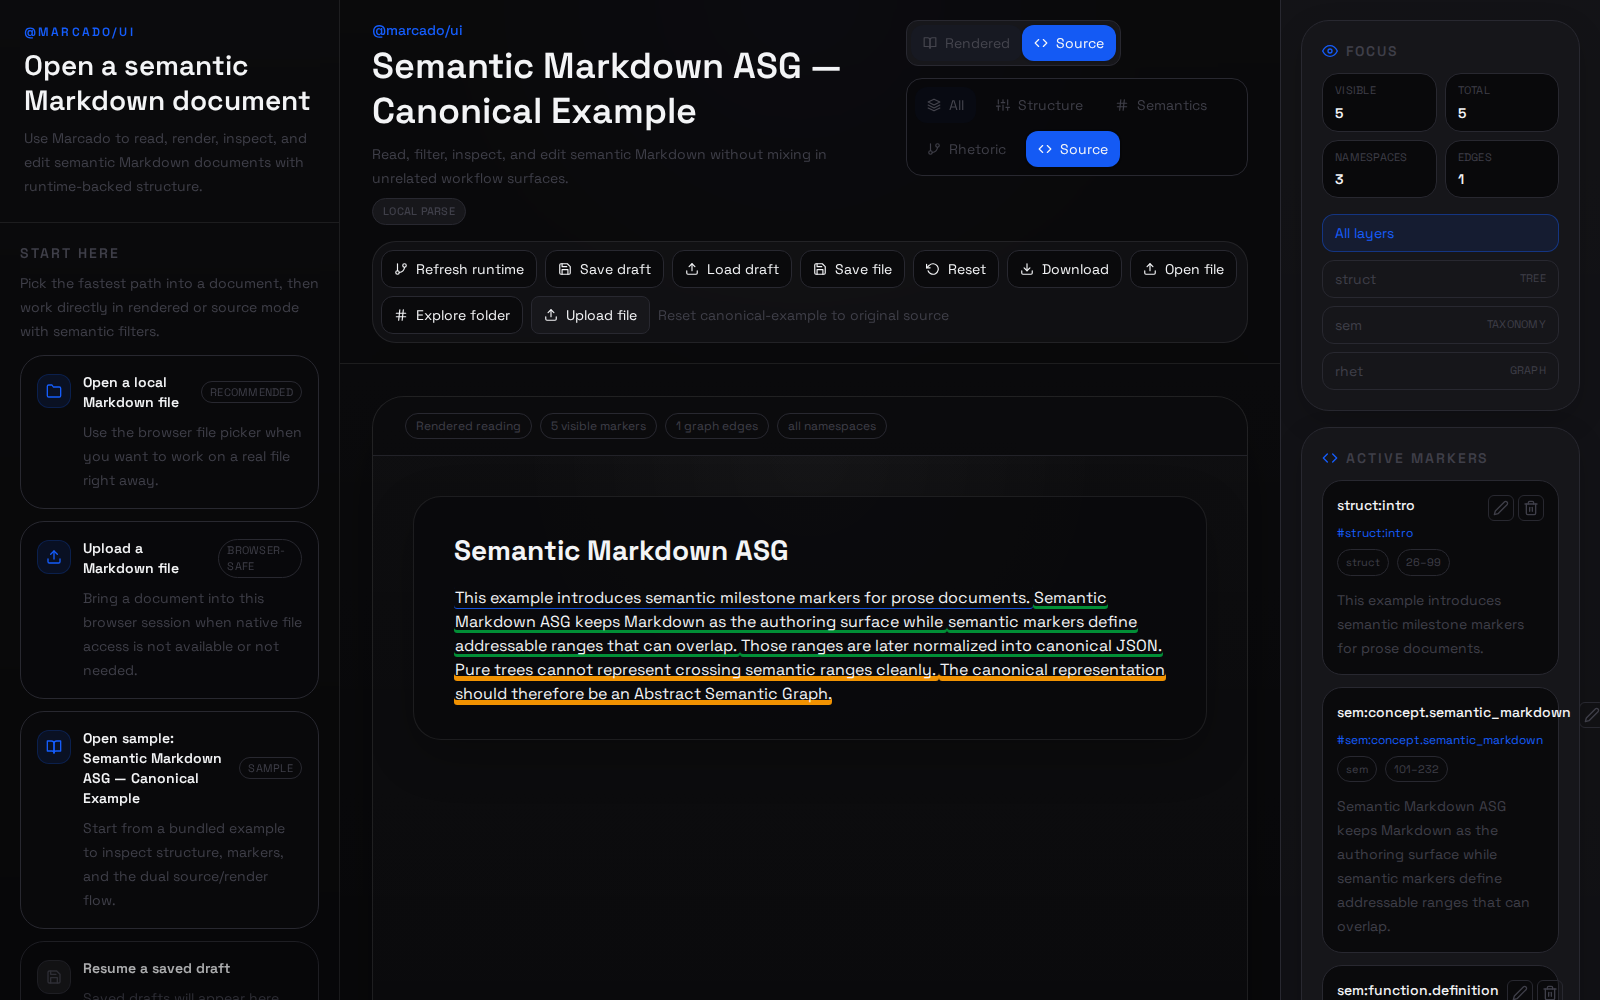 @MARCADO/UI
Open a semantic
Markdown document
Use Marcado to read, render, inspect, and
edit semantic Markdown documents with
runtime-backed structure.
START HERE
Pick the fastest path into a document, then
work directly in rendered or source mode
with semantic filters.
Open a local
Markdown file
RECOMMENDED
Use the browser file picker when
you want to work on a real file
right away.
Upload a
Markdown file
BROWSER-
SAFE
Bring a document into this
browser session when native file
access is not available or not
needed.
Open sample:
Semantic Markdown
ASG — Canonical
Example
SAMPLE
Start from a bundled example
to inspect structure, markers,
and the dual source/render
flow.
Resume a saved draft
Saved drafts will appear here
@marcado/ui
Semantic Markdown ASG —
Canonical Example
Read, filter, inspect, and edit semantic Markdown without mixing in
unrelated workflow surfaces.
LOCAL PARSE
Rendered
Source
All
Structure
Semantics
Rhetoric
Source
Refresh runtime
Save draft
Load draft
Save file
Reset
Download
Open file
Explore folder
Upload file
Reset canonical-example to original source
Rendered reading
5 visible markers
1 graph edges
all namespaces
Semantic Markdown ASG
This example introduces semantic milestone markers for prose documents. Semantic
Markdown ASG keeps Markdown as the authoring surface while semantic markers define
addressable ranges that can overlap. Those ranges are later normalized into canonical JSON.
Pure trees cannot represent crossing semantic ranges cleanly. The canonical representation
should therefore be an Abstract Semantic Graph.
FOCUS
VISIBLE
5
TOTAL
5
NAMESPACES
3
EDGES
1
All layers
struct
TREE
sem
TAXONOMY
rhet
GRAPH
ACTIVE MARKERS
struct:intro
#struct:intro
struct
26–99
This example introduces
semantic milestone markers
for prose documents.
sem:concept.semantic_markdown
#sem:concept.semantic_markdown
sem
101–232
Semantic Markdown ASG
keeps Markdown as the
authoring surface while
semantic markers define
addressable ranges that can
overlap.
sem:function.definition